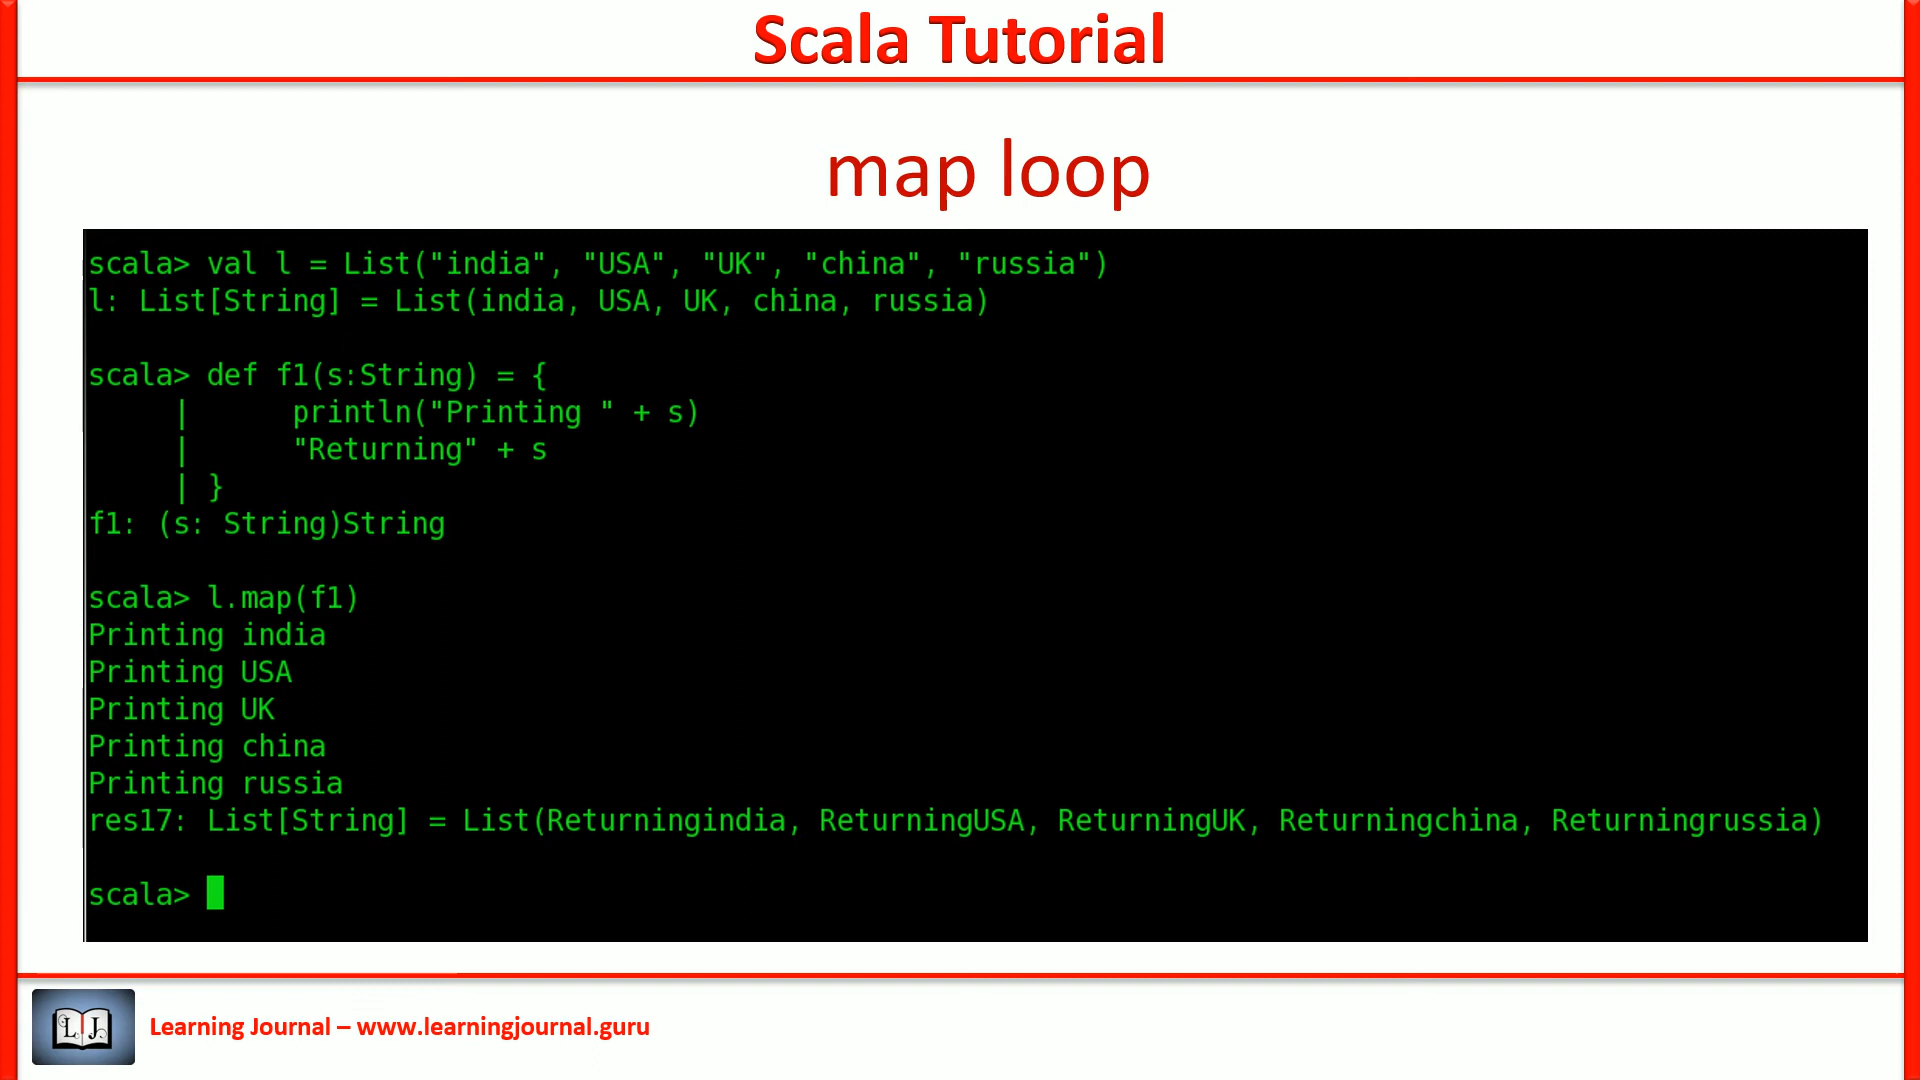 Scala Tutorial
map loop
scala> val l = List("india", "USA", "UK", "china", "russia")
l: List[String] = List(india, USA, UK, china, russia)
scala> def f1(s:String) = {
     |      println("Printing " + s)
     |      "Returning" + s
     | }
f1: (s: String)String
scala> l.map(f1)
Printing india
Printing USA
Printing UK
Printing china
Printing russia
res17: List[String] = List(Returningindia, ReturningUSA, ReturningUK, Returningchina, Returningrussia)
scala>
LJ
Learning Journal – www.learningjournal.guru